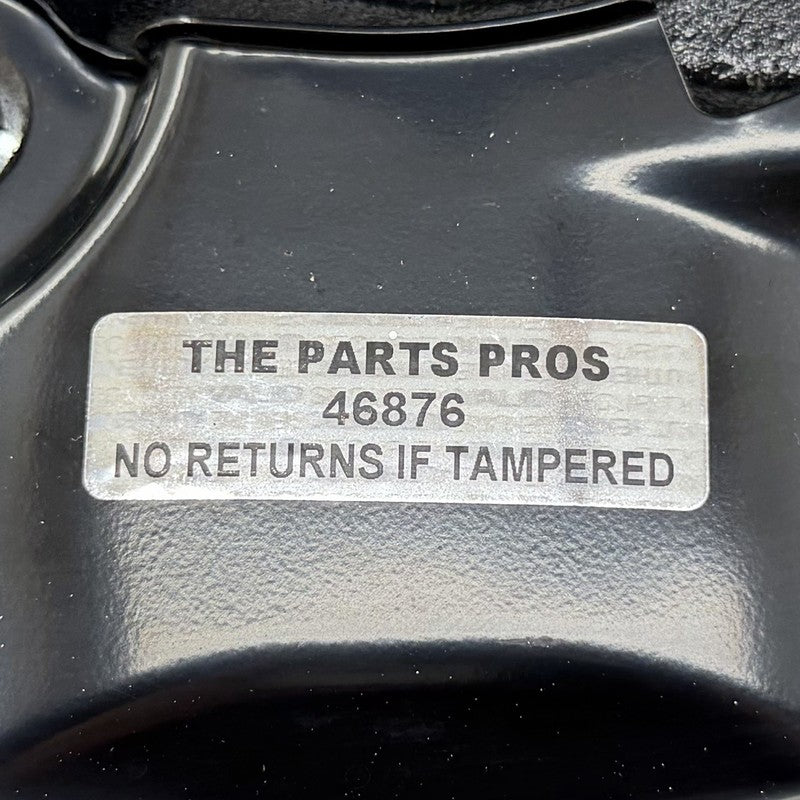 THE PARTS PROS
46876
NO RETURNS IF TAMPERED